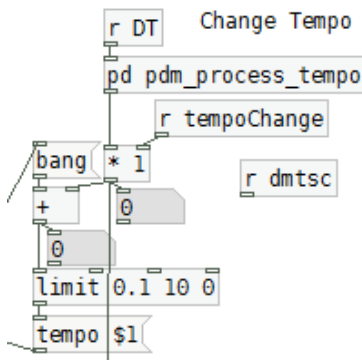 r DT
Change Tempo
pd pdm_process_tempo
r tempoChange
bang
* 1
r dmtsc
+
0
0
limit 0.1 10 0
tempo $1